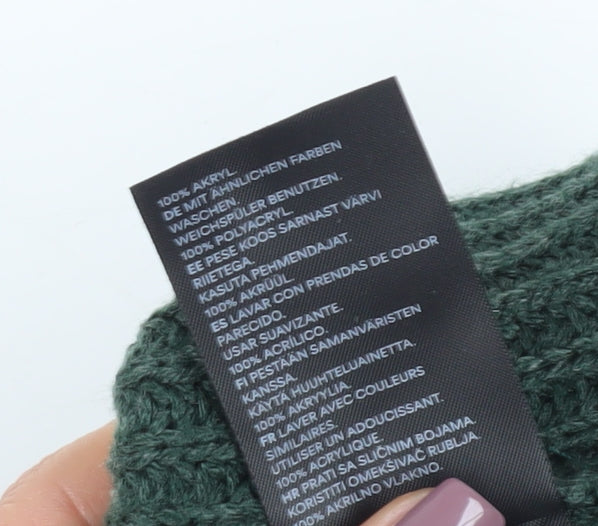 100% AKRYL.
DE MIT ÄHNLICHEN FARBEN
WASCHEN.
WEICHSPÜLER BENUTZEN.
100% POLYACRYL.
EE PESE KOOS SARNAST VÄRVI
RIIETEGA.
KASUTA PEHMENDAJAT.
100% AKRÜÜL.
ES LAVAR CON PRENDAS DE COLOR
PARECIDO.
USAR SUAVIZANTE.
100% ACRÍLICO.
FI PESTÄÄN SAMANVÄRISTEN
KANSSA.
KÄYTÄ HUUHTELUAINETTA.
100% AKRYYLIA
FR LAVER AVEC COULEURS
SIMILAIRES.
UTILISER UN ADOUCISSANT.
100% ACRYLIQUE.
HR PRATI SA SLIČNIM BOJAMA.
KORISTITI OMEKŠIVAČ RUBLJA.
100% AKRILNO VLAKNO.